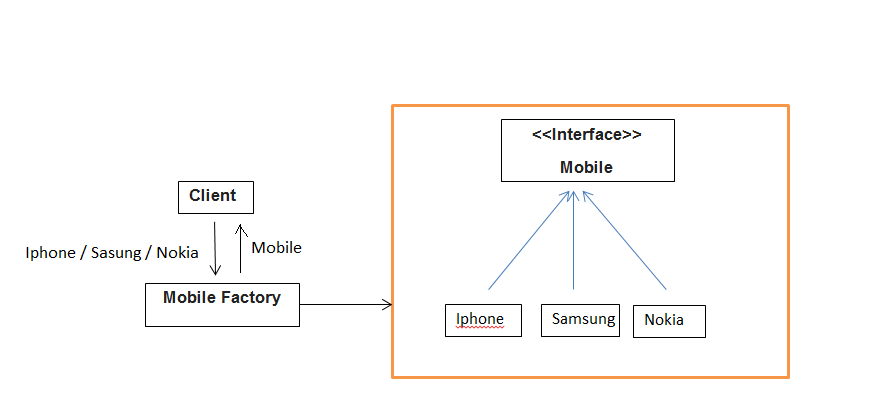 <<Interface>>
Mobile
Client
Iphone / Sasung / Nokia
Mobile
Mobile Factory
Iphone
Samsung
Nokia